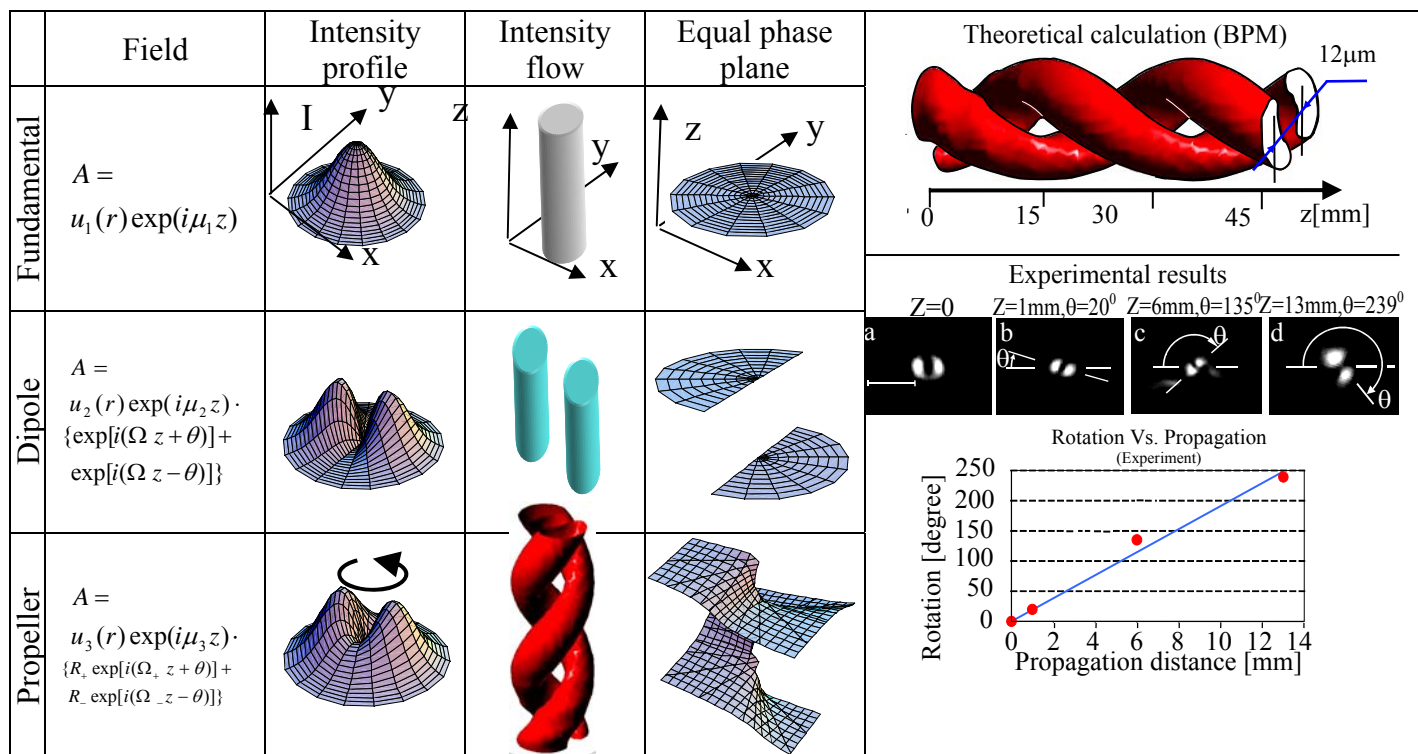 Field
Intensity profile
Intensity flow
Equal phase plane
Fundamental
A =
u₁(r) exp(iμ₁z)
I
y
x
z
y
x
z
y
x
Dipole
A =
u₂(r) exp(iμ₂z)·
{exp[i(Ω z + θ)] +
exp[i(Ω z − θ)]}
Propeller
A =
u₃(r) exp(iμ₃z)·
{R₊ exp[i(Ω₊ z + θ)] +
R₋ exp[i(Ω₋ z − θ)]}
Theoretical calculation (BPM)
12μm
0
15
30
45
z[mm]
Experimental results
Z=0
Z=1mm,θ=20⁰
Z=6mm,θ=135⁰
Z=13mm,θ=239⁰
a
b
θ
c
θ
d
θ
Rotation Vs. Propagation
(Experiment)
Rotation [degree]
250
200
150
100
50
0
0 2 4 6 8 10 12 14
Propagation distance [mm]